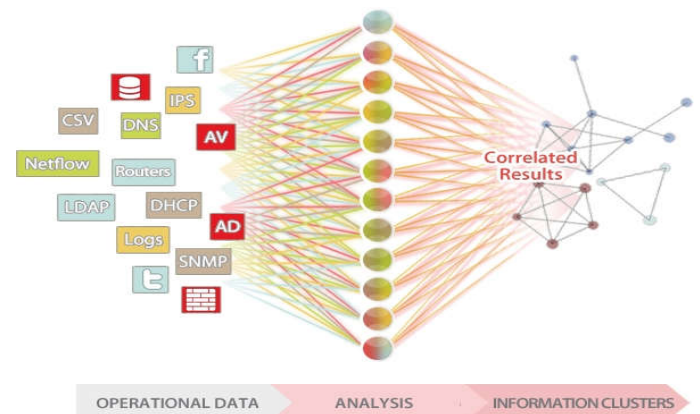 f
IPS
CSV
DNS
AV
Netflow
Routers
LDAP
DHCP
AD
Logs
SNMP
t
Correlated
Results
OPERATIONAL DATA
ANALYSIS
INFORMATION CLUSTERS